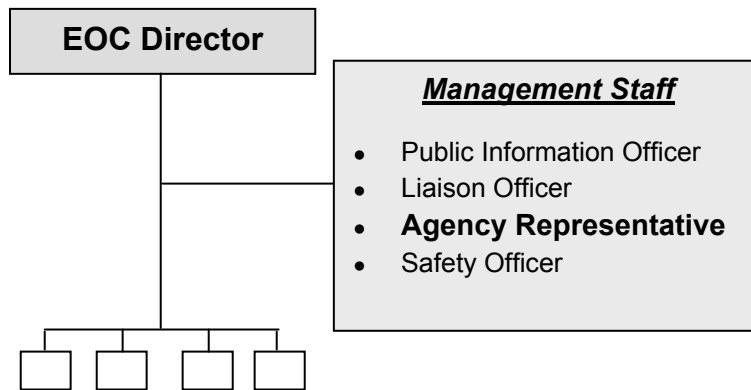 EOC Director
Management Staff
• Public Information Officer
• Liaison Officer
• Agency Representative
• Safety Officer